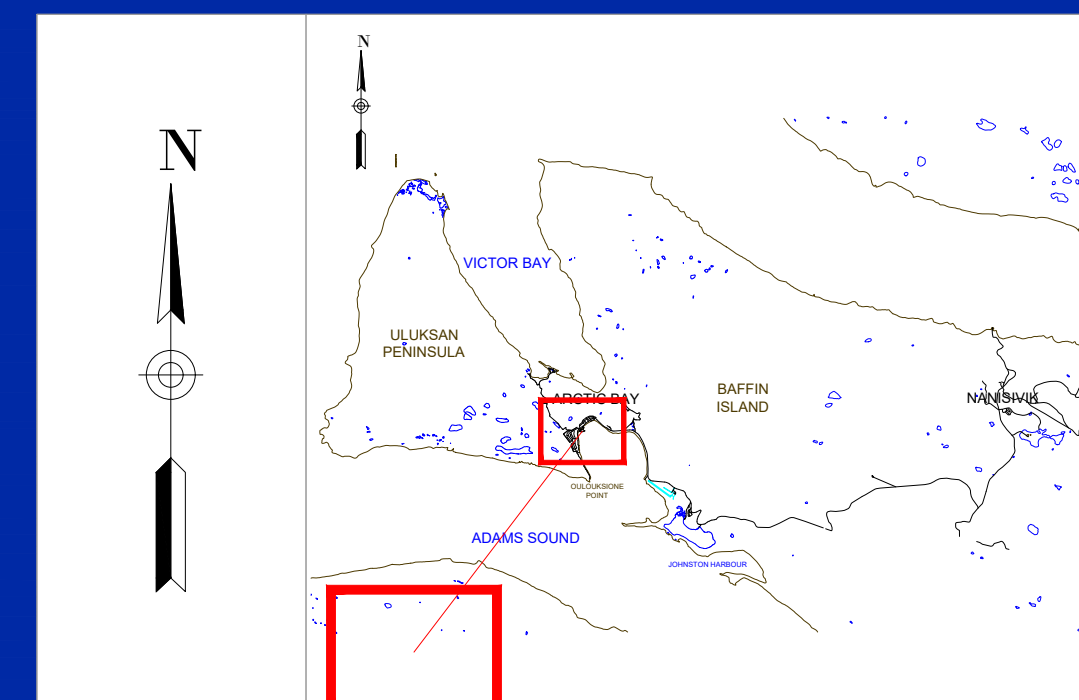 N
N
VICTOR BAY
ULUKSAN
PENINSULA
BAFFIN
ISLAND
ARCTIC BAY
NANISIVIK
OULOUKSIONE
POINT
ADAMS SOUND
JOHNSTON HARBOUR